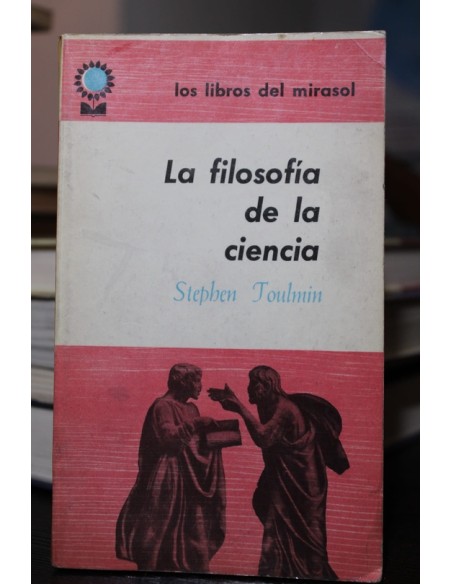 los libros del mirasol
La filosofía
de la
ciencia
Stephen Toulmin